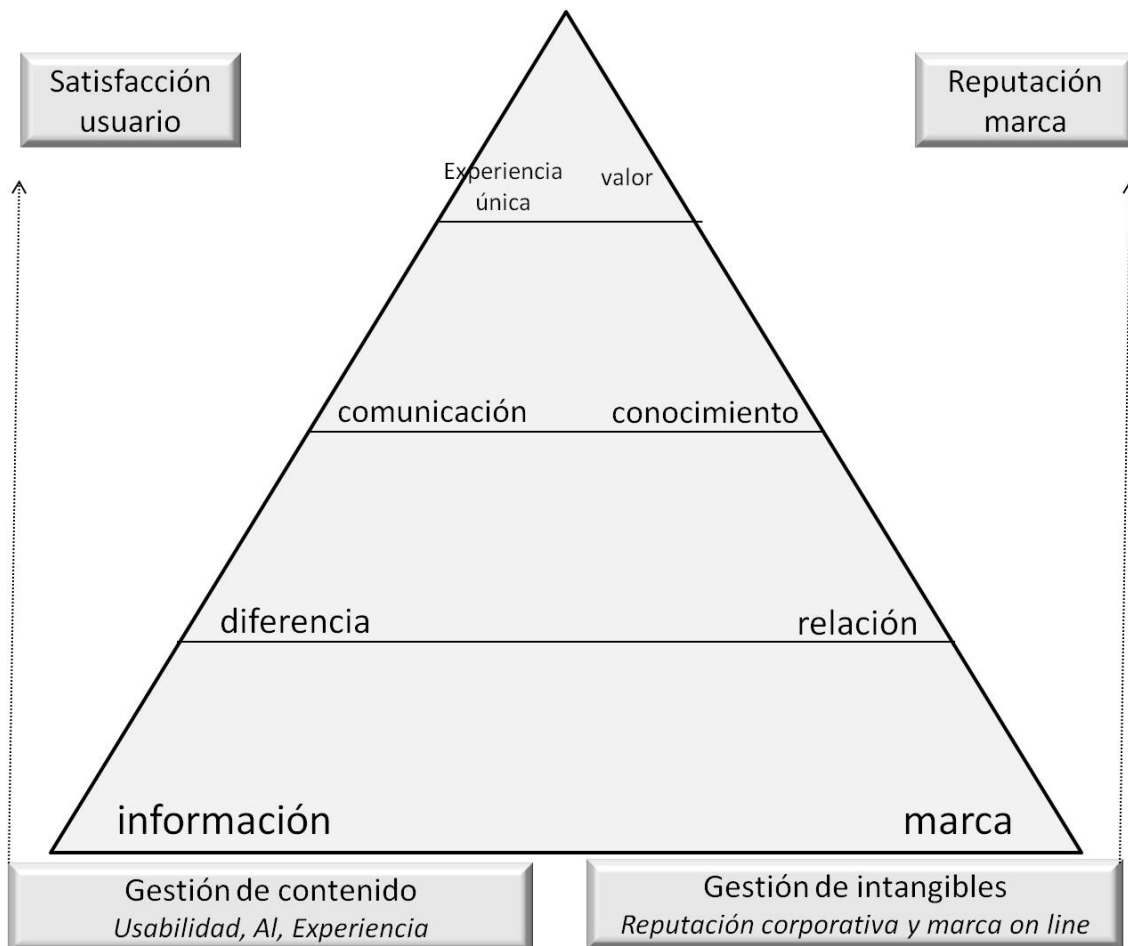 Satisfacción
usuario
Reputación
marca
Experiencia
única
valor
comunicación
conocimiento
diferencia
relación
información
marca
Gestión de contenido
Usabilidad, Al, Experiencia
Gestión de intangibles
Reputación corporativa y marca on line